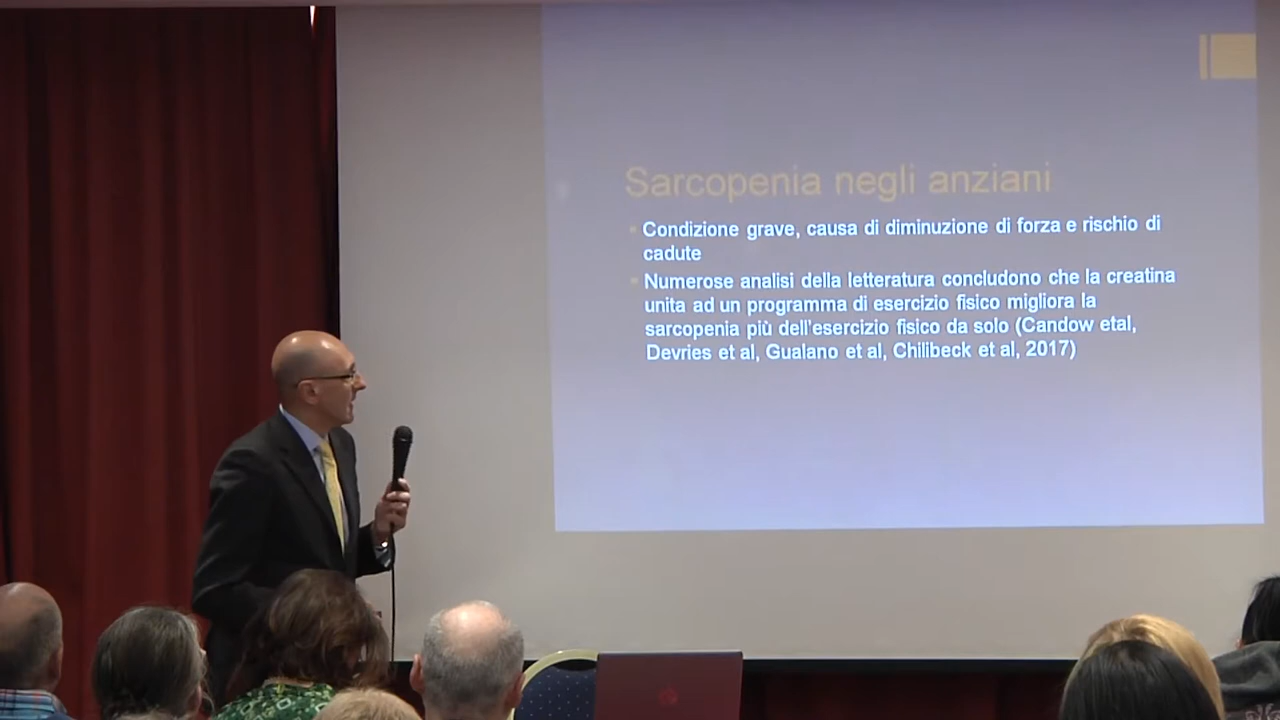 Sarcopenia negli anziani
Condizione grave, causa di diminuzione di forza e rischio di
cadute
Numerose analisi della letteratura concludono che la creatina
unita ad un programma di esercizio fisico migliora la
sarcopenia più dell'esercizio fisico da solo (Candow etal,
Devries et al, Gualano et al, Chilibeck et al, 2017)